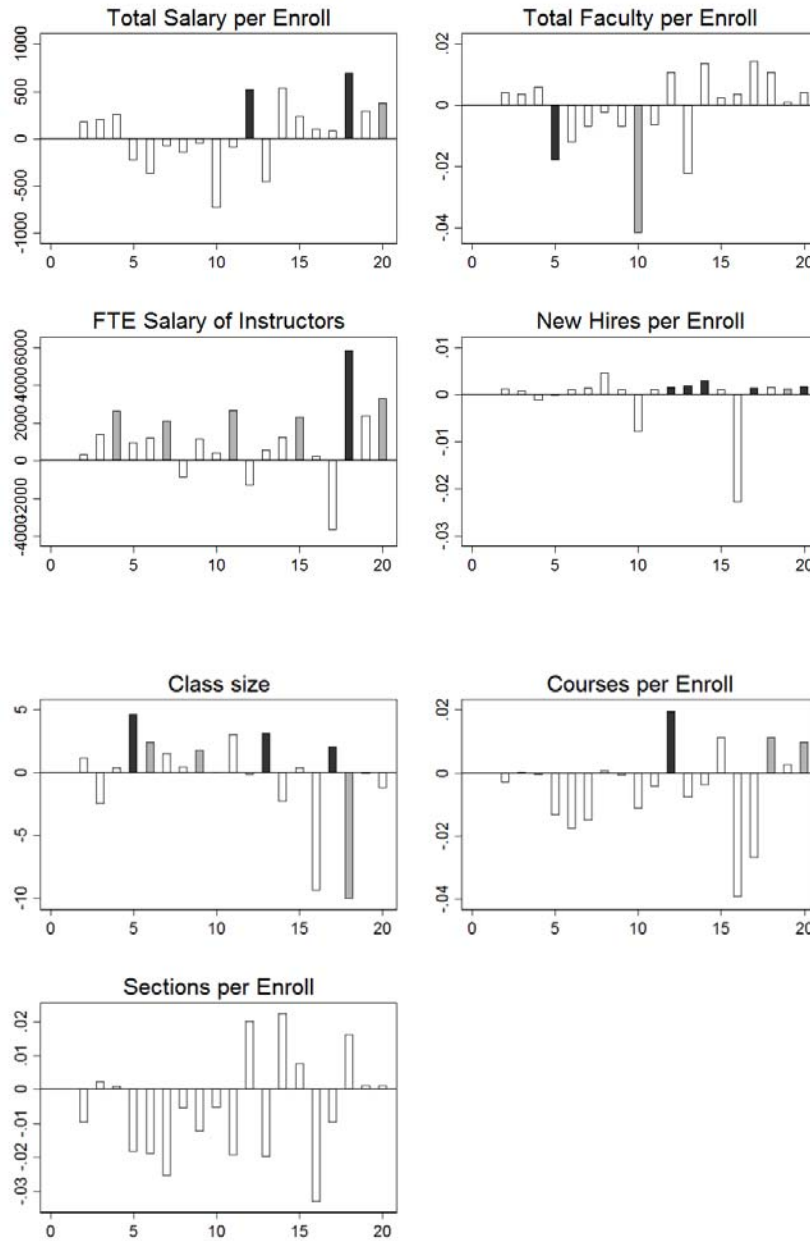 Total Salary per Enroll
1000
500
0
-500
-1000
0 5 10 15 20
Total Faculty per Enroll
.02
0
-.02
-.04
0 5 10 15 20
FTE Salary of Instructors
6000
4000
2000
0
-2000
-4000
0 5 10 15 20
New Hires per Enroll
.01
0
-.01
-.02
-.03
0 5 10 15 20
Class size
5
0
-5
-10
0 5 10 15 20
Courses per Enroll
.02
0
-.02
-.04
0 5 10 15 20
Sections per Enroll
.02
.01
0
-.01
-.02
-.03
0 5 10 15 20